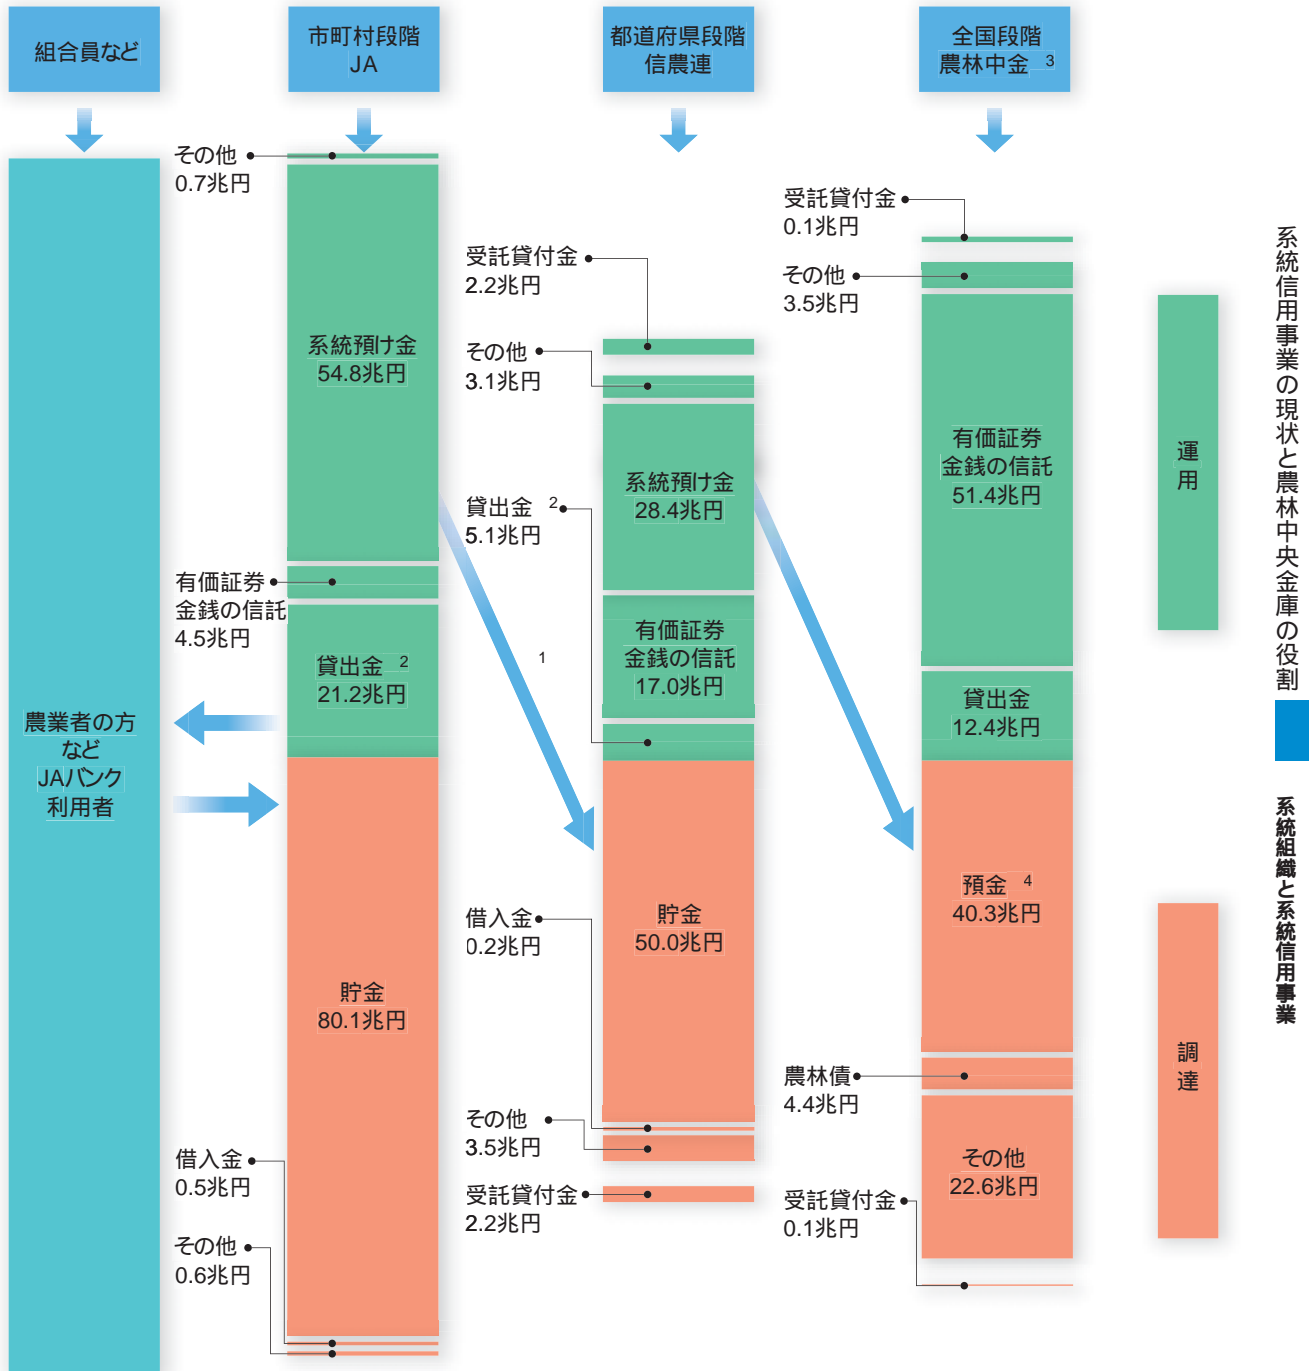 組合員など
市町村段階
JA
都道府県段階
信農連
全国段階
農林中金 3
農業者の方
など
JAバンク
利用者
その他
0.7兆円
系統預け金
54.8兆円
有価証券
金銭の信託
4.5兆円
貸出金 2
21.2兆円
貯金
80.1兆円
借入金
0.5兆円
その他
0.6兆円
1
受託貸付金
2.2兆円
その他
3.1兆円
系統預け金
28.4兆円
貸出金 2
5.1兆円
有価証券
金銭の信託
17.0兆円
貯金
50.0兆円
借入金
0.2兆円
その他
3.5兆円
受託貸付金
2.2兆円
受託貸付金
0.1兆円
その他
3.5兆円
有価証券
金銭の信託
51.4兆円
貸出金
12.4兆円
預金 4
40.3兆円
農林債
4.4兆円
その他
22.6兆円
受託貸付金
0.1兆円
運用
調達
系統信用事業の現状と農林中央金庫の役割
系統組織と系統信用事業